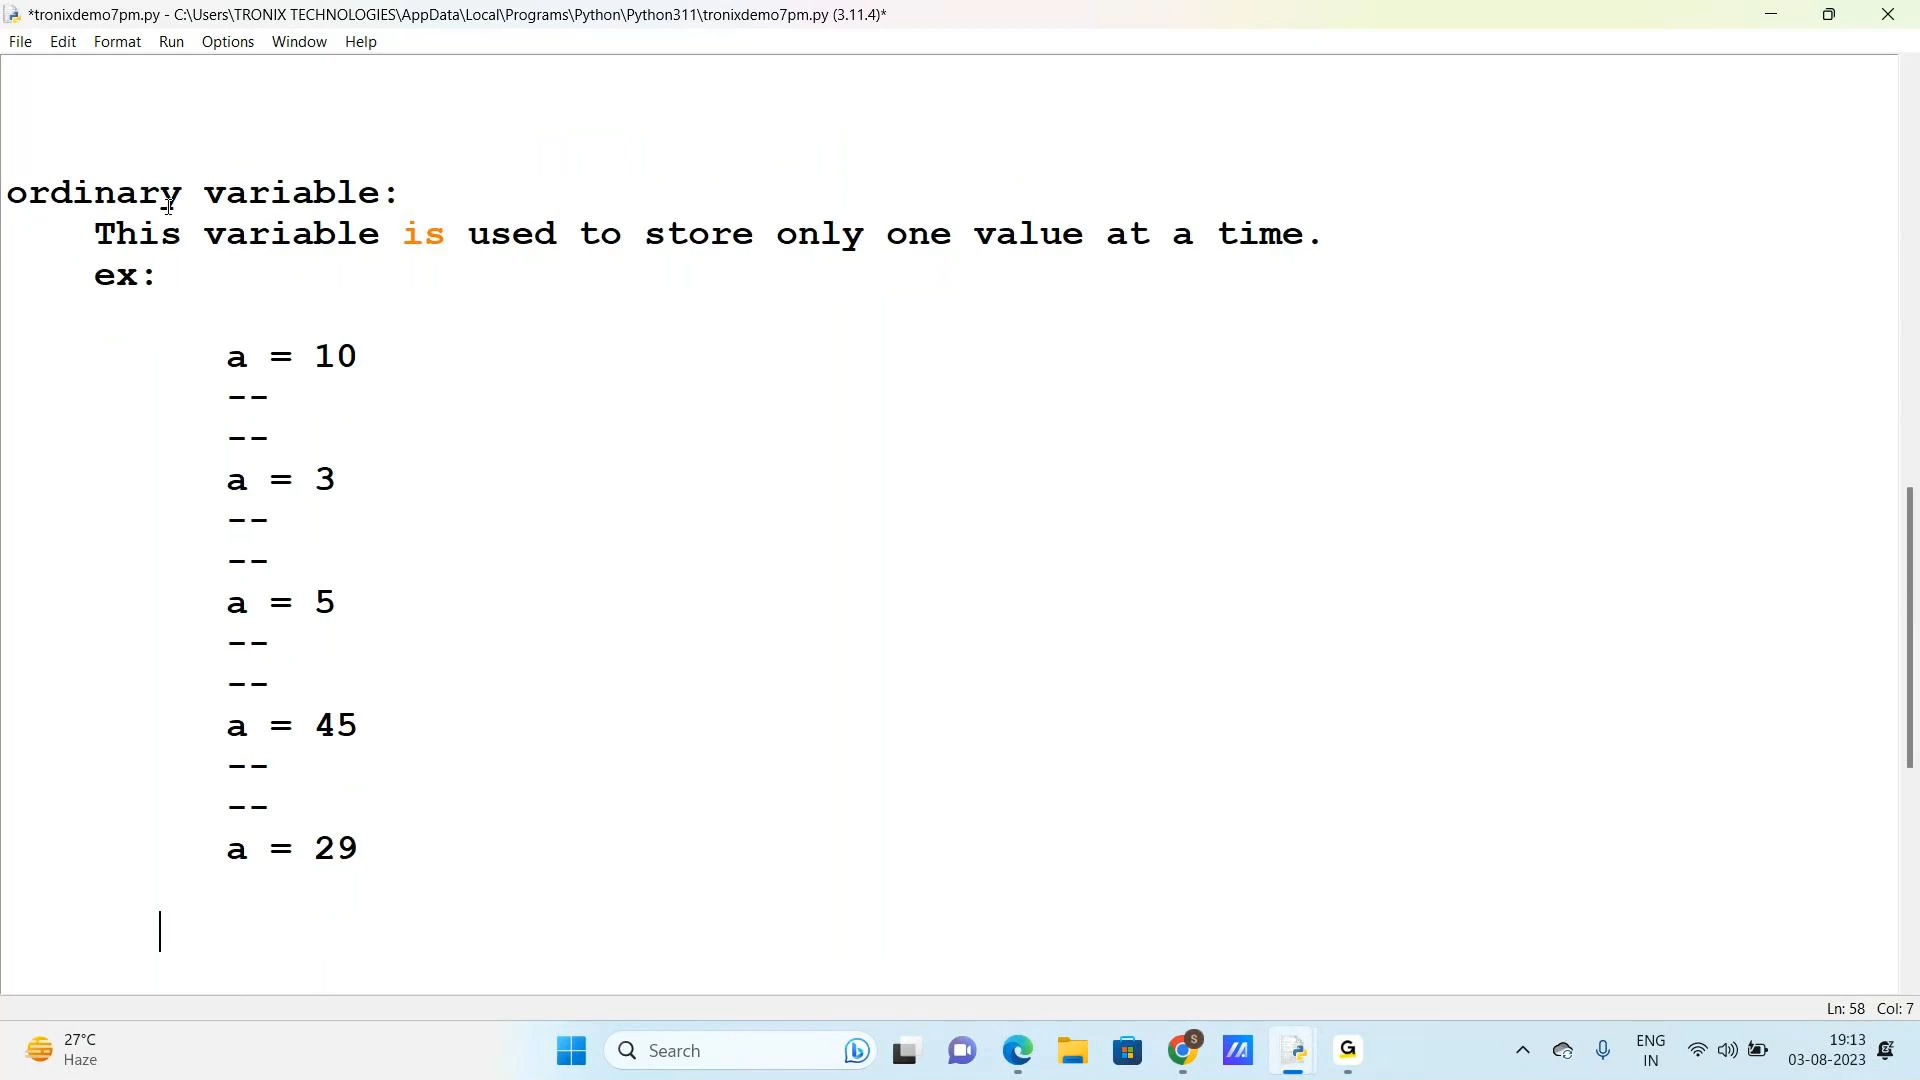 *tronixdemo7pm.py - C:\Users\TRONIX TECHNOLOGIES\AppData\Local\Programs\Python\Python311\tronixdemo7pm.py (3.11.4)*
File Edit Format Run Options Window Help
ordinary variable:
This variable is used to store only one value at a time.
ex:
a = 10
--
--
a = 3
--
--
a = 5
--
--
a = 45
--
--
a = 29
Ln: 58 Col: 7
27°C
Haze
Search
S
G
ENG
IN
19:13
03-08-2023